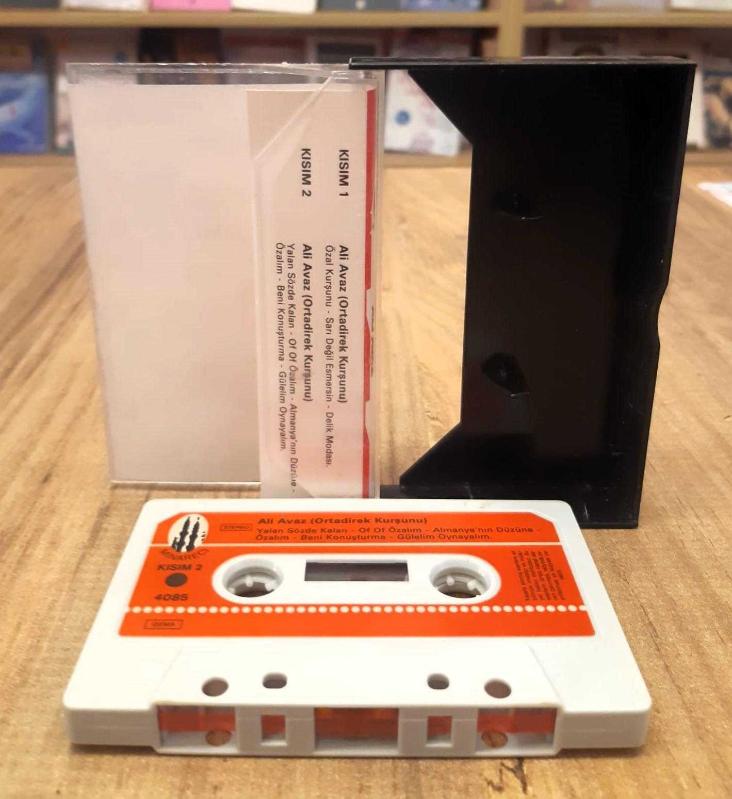 KISIM 1
Ali Avaz (Ortadirek Kurşunu)
Özal Kurşunu - Sarı Değil Esmersin - Delik Modası.
KISIM 2
Ali Avaz (Ortadirek Kurşunu)
Yalan Sözde Kalan - Of Of Özalım - Almanya'nın Düzüne -
Özalım - Beni Konuşturma - Gülelim Oynayalım.
STEREO
Ali Avaz (Ortadirek Kurşunu)
Yalan Sözde Kalan - Of Of Özalım - Almanya'nın Düzüne -
Özalım - Beni Konuşturma - Gülelim Oynayalım.
MINARECI
KISIM 2
4085
GEMA